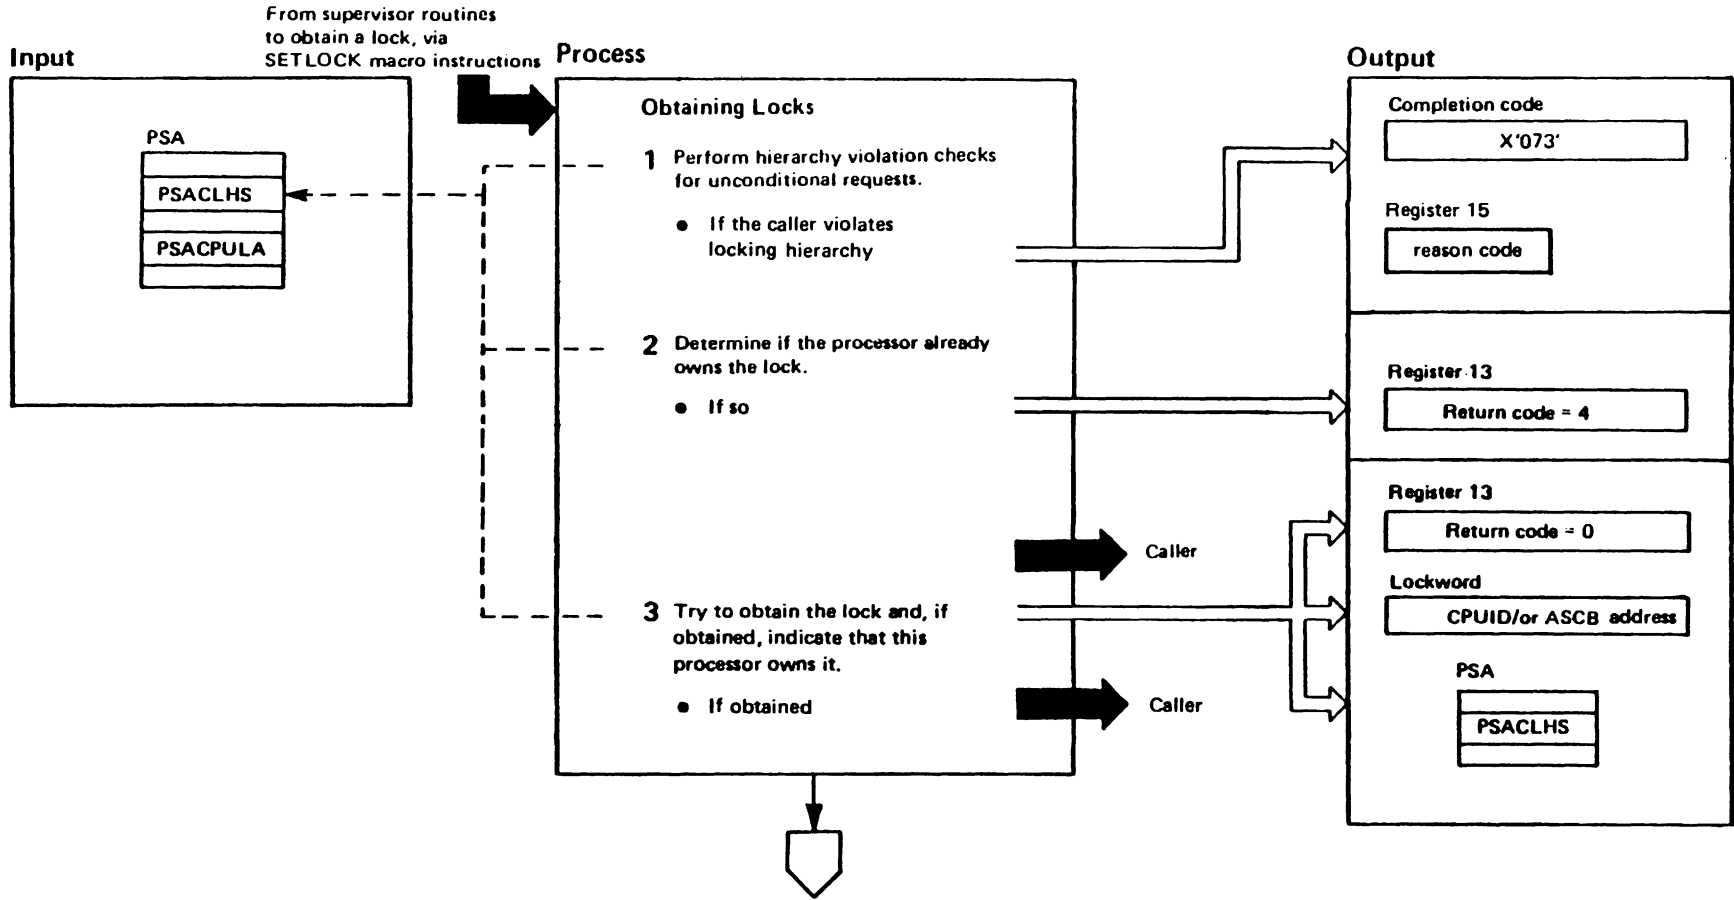 From supervisor routines
to obtain a lock, via
SETLOCK macro instructions
Input
PSA
PSACLHS
PSACPULA
Process
Obtaining Locks
1 Perform hierarchy violation checks
for unconditional requests.
• If the caller violates
locking hierarchy
2 Determine if the processor already
owns the lock.
• If so
Caller
3 Try to obtain the lock and, if
obtained, indicate that this
processor owns it.
• If obtained
Caller
Output
Completion code
X'073'
Register 15
reason code
Register 13
Return code = 4
Register 13
Return code = 0
Lockword
CPUID/or ASCB address
PSA
PSACLHS